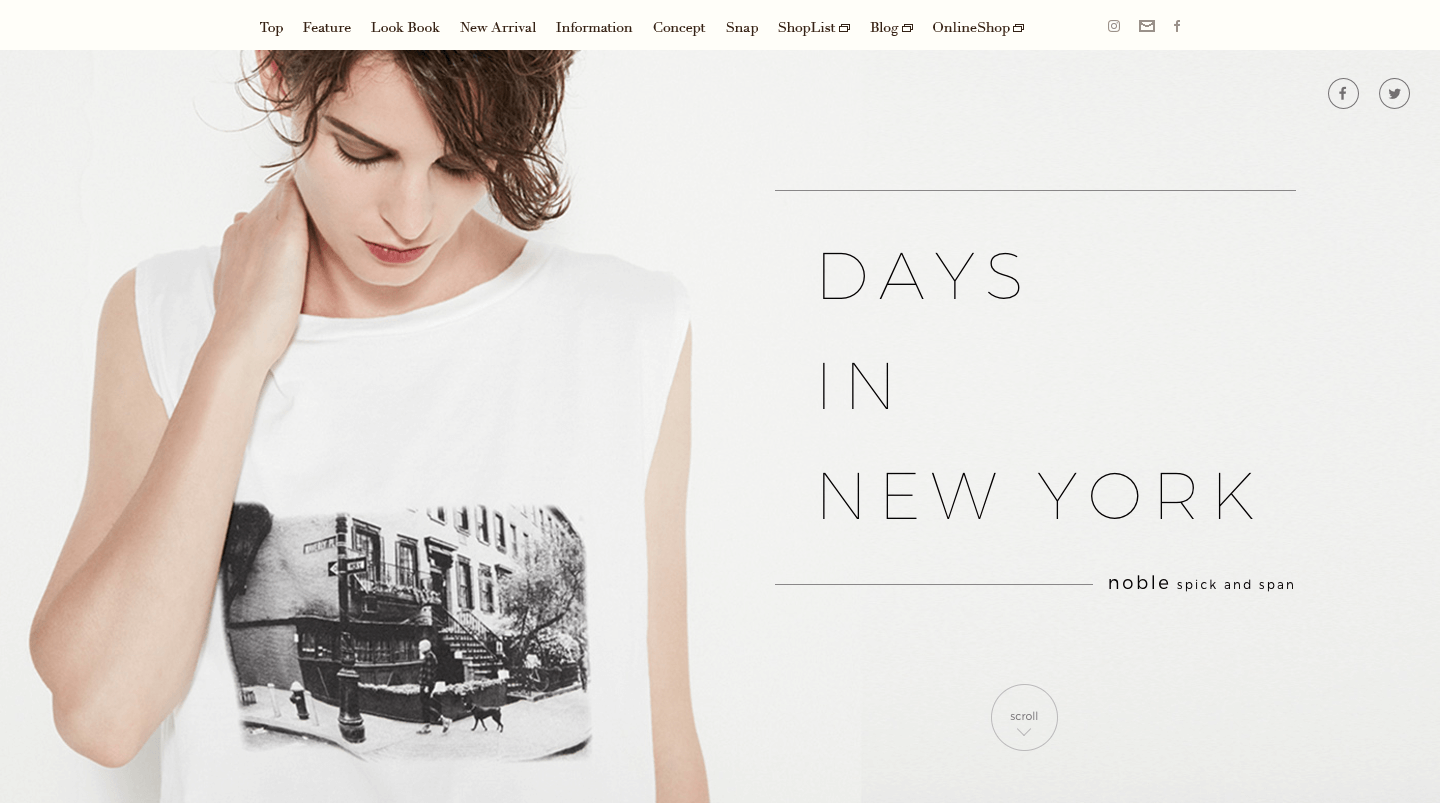 Top Feature Look Book New Arrival Information Concept Snap ShopList Blog OnlineShop
DAYS
IN
NEW YORK
noble spick and span
scroll